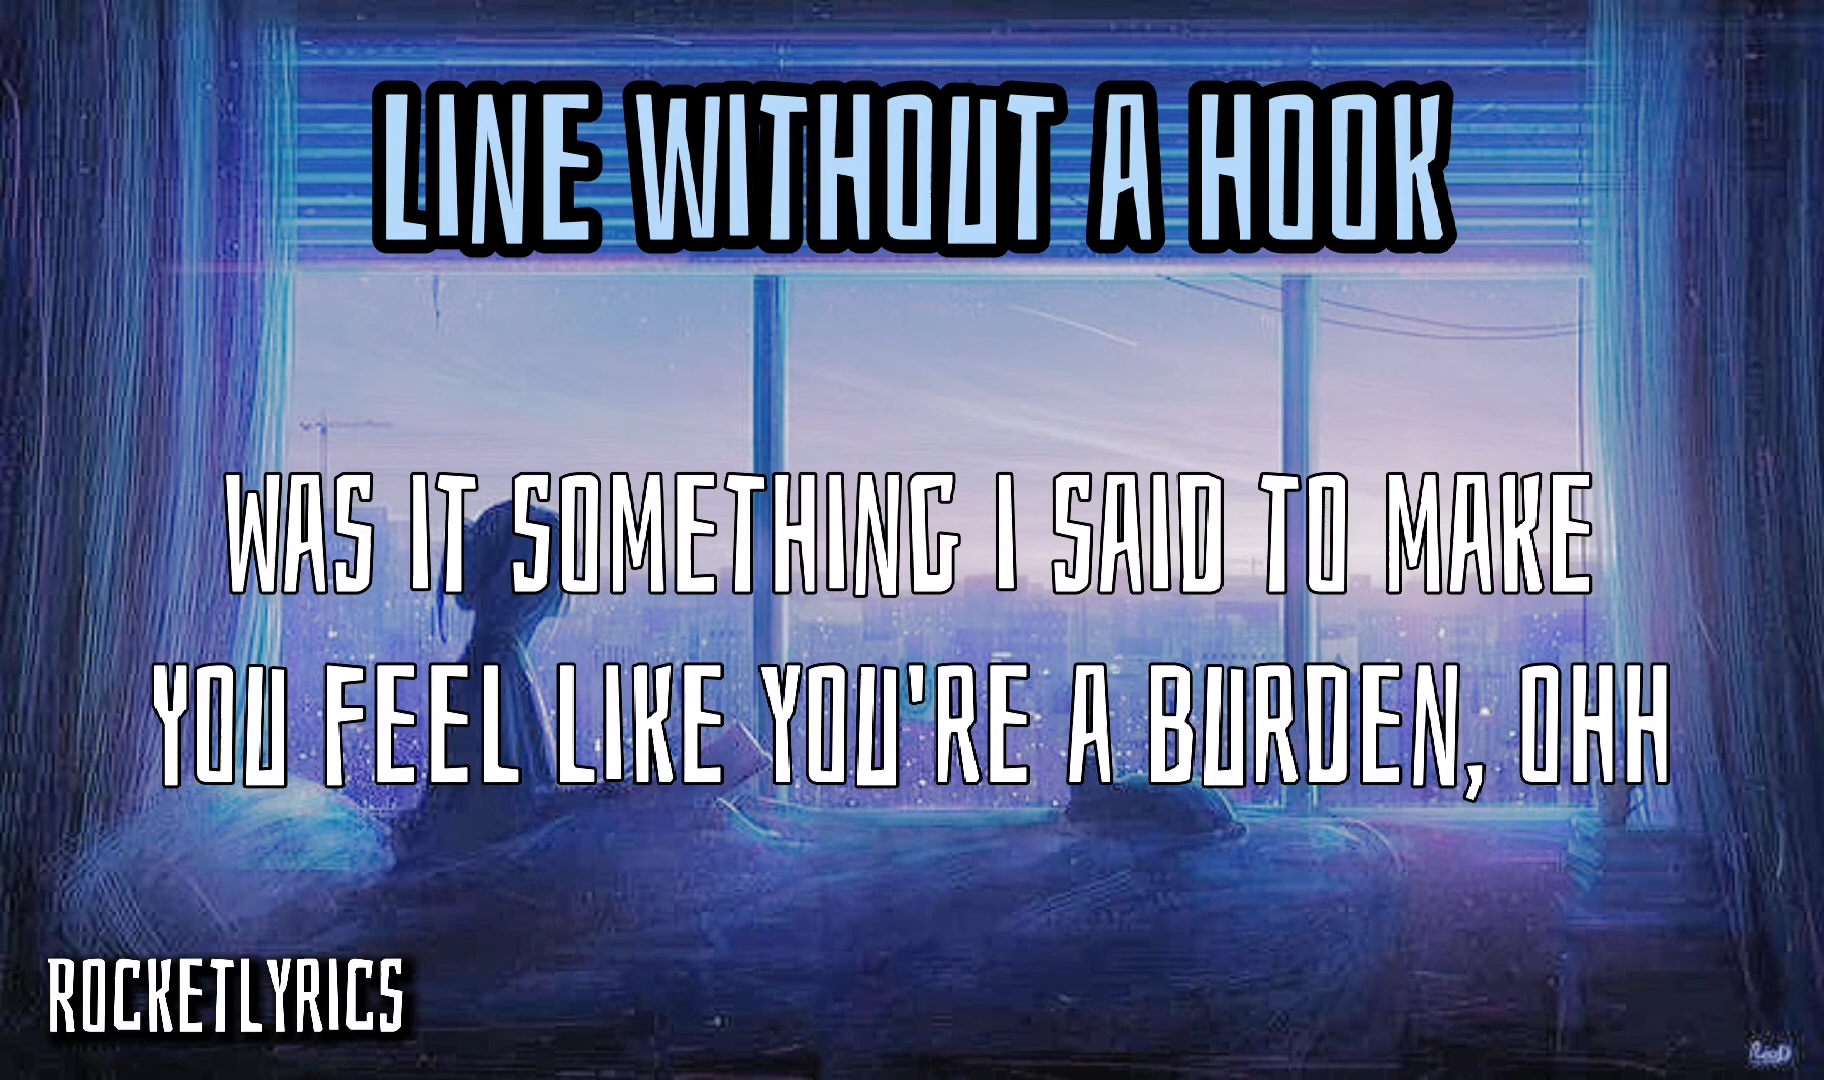 LINE WITHOUT A HOOK
WAS IT SOMETHING I SAID TO MAKE
YOU FEEL LIKE YOU'RE A BURDEN, OHH
ROCKETLYRICS